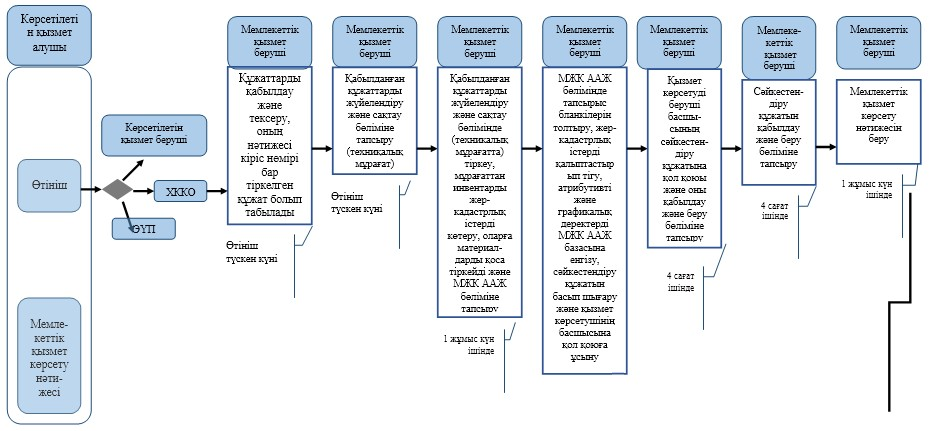 Көрсетілеті
н қызмет
алушы
Өтініш
Мемле-
кеттік
қызмет
көрсету
нәти-
жесі
Көрсетілетін
қызмет беруші
ХККО
ӨҮП
Мемлекеттік
қызмет
беруші
Құжаттарды
қабылдау
және
тексеру,
оның
нәтижесі
кіріс нөмірі
бар
тіркелген
құжат болып
табылады
Өтініш
түскен күні
Мемлекеттік
қызмет
беруші
Қабылданған
құжаттарды
жүйелендіру
және сақтау
бөліміне
тапсыру
(техникалық
мұрағат)
Өтініш
түскен күні
Мемлекеттік
қызмет
беруші
Қабылданған
құжаттарды
жүйелендіру
және сақтау
бөлімінде
(техникалық
мұрағатта)
тіркеу,
мұрағаттан
инвентарды
жер-
кадастрлық
істерді
көтеру, оларға
материал-
дарды қоса
тіркейді және
МЖК ААЖ
бөліміне
тапсыру
1 жұмыс күн
ішінде
Мемлекеттік
қызмет
беруші
МЖК ААЖ
бөлімінде
тапсырыс
бланкілерін
толтыру, жер-
кадастрлық
істерді
қалыптастыр
ып тігу,
атрибутивті
және
графикалық
деректерді
МЖК ААЖ
базасына
енгізу,
сәйкестендіру
құжатын
басып шығару
және қызмет
көрсетушінің
басшысына
қол қоюға
ұсыну
Мемлекеттік
қызмет
беруші
Қызмет
көрсетуді
беруші
басшы-
сының
сәйкестен-
діру
құжатына
қол қоюы
және оны
қабылдау
және беру
бөліміне
тапсыру
4 сағат
ішінде
Мемлеке-
кеттік
қызмет
беруші
Сәйкестен-
діру
құжатын
қабылдау
және беру
бөліміне
тапсыру
4 сағат
ішінде
Мемлекеттік
қызмет
беруші
Мемлекеттік
қызмет
көрсету
нәтижесін
беру
1 жұмыс күн
ішінде